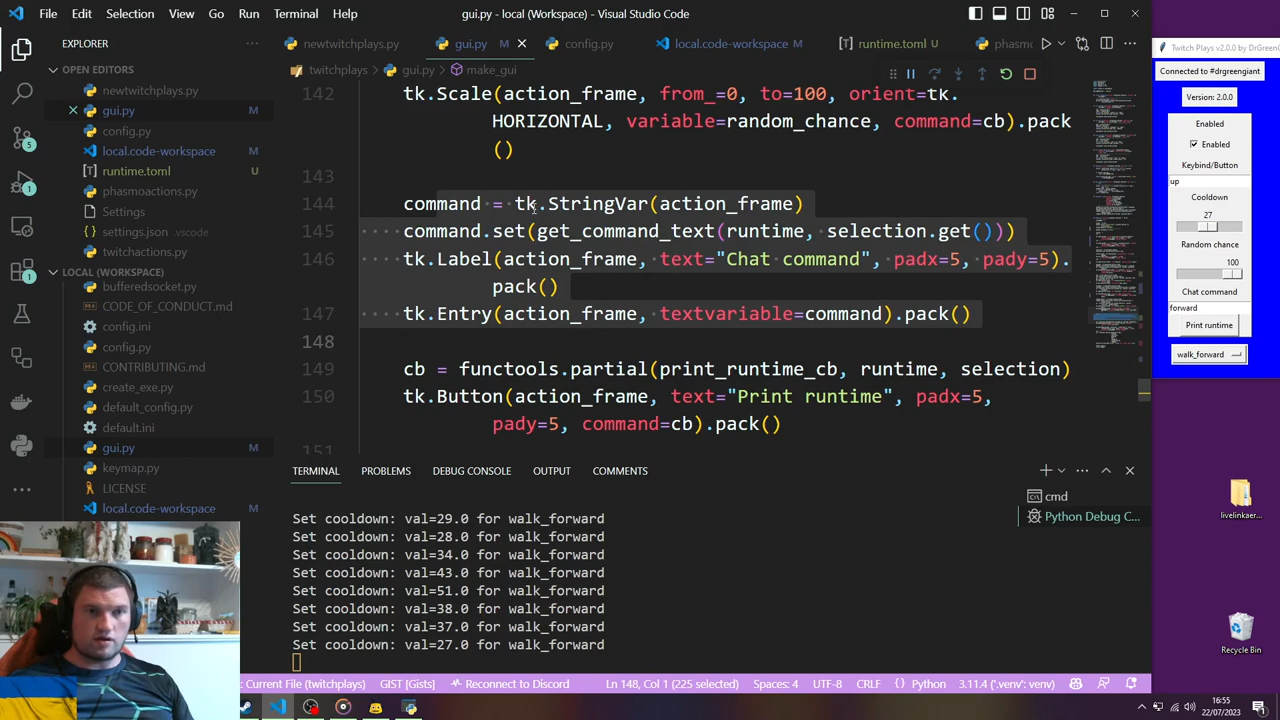 File Edit Selection View Go Run Terminal Help
gui.py - local (Workspace) - Visual Studio Code
EXPLORER
OPEN EDITORS
newtwitchplays.py
gui.py M
config.py
local.code-workspace
runtime.toml U
phasmoactions.py
Settings
settings.json .vscode
twitchactions.py
LOCAL (WORKSPACE)
bufferedsocket.py
CODE_OF_CONDUCT.md
config.ini
config.py
CONTRIBUTING.md
create_exe.py
default_config.py
default.ini
gui.py M
keymap.py
LICENSE
local.code-workspace M
5
1
newtwitchplays.py gui.py M config.py local.code-workspace M runtime.toml U phasmo
twitchplays > gui.py > make_gui
142 tk.Scale(action_frame, from_=0, to=100, orient=tk.
HORIZONTAL, variable=random_chance, command=cb).pack
()
mmand = tk.StringVar(action_frame)
mmand.set(get_command_text(runtime, selection.get()))
.Label(action_frame, text="Chat command", padx=5, pady=5).
pack()
.Entry(action_frame, textvariable=command).pack()
148
149 cb = functools.partial(print_runtime_cb, runtime, selection)
150 tk.Button(action_frame, text="Print runtime", padx=5,
pady=5, command=cb).pack()
151
TERMINAL PROBLEMS DEBUG CONSOLE OUTPUT COMMENTS
cmd
Python Debug C...
Set cooldown: val=29.0 for walk_forward
Set cooldown: val=28.0 for walk_forward
Set cooldown: val=34.0 for walk_forward
Set cooldown: val=43.0 for walk_forward
Set cooldown: val=51.0 for walk_forward
Set cooldown: val=38.0 for walk_forward
Set cooldown: val=37.0 for walk_forward
Set cooldown: val=27.0 for walk_forward
: Current File (twitchplays) GIST [Gists] Reconnect to Discord Ln 148, Col 1 (225 selected) Spaces: 4 UTF-8 CRLF Python 3.11.4 ('.venv': venv)
Twitch Plays v2.0.0 by DrGreenG
Connected to #drgreengiant
Version: 2.0.0
Enabled
Enabled
Keybind/Button
up
Cooldown
27
Random chance
100
Chat command
forward
Print runtime
walk_forward
livelinkaer...
Recycle Bin
16:55
22/07/2023